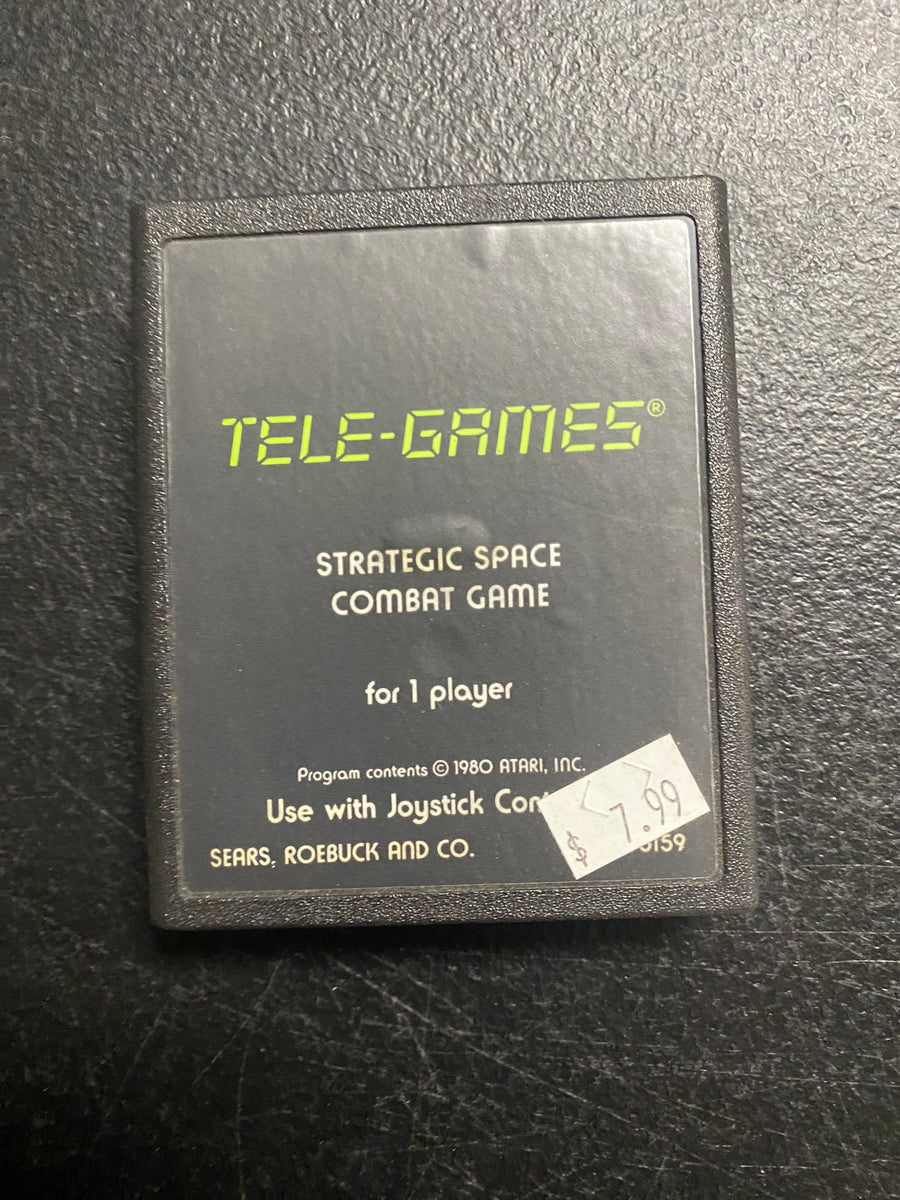 TELE-GAMES®
STRATEGIC SPACE
COMBAT GAME
for 1 player
Program contents © 1980 ATARI, INC.
Use with Joystick
$ 7.99
SEARS, ROEBUCK AND CO.